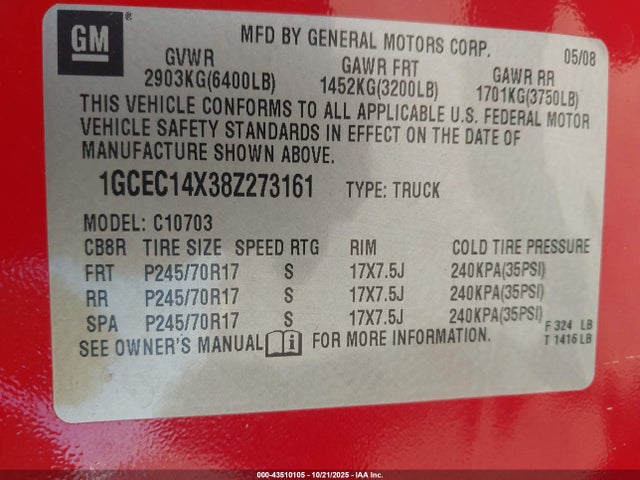 GM
MFD BY GENERAL MOTORS CORP.
05/08
GVWR GAWR FRT GAWR RR
2903KG(6400LB) 1452KG(3200LB) 1701KG(3750LB)
THIS VEHICLE CONFORMS TO ALL APPLICABLE U.S. FEDERAL MOTOR
VEHICLE SAFETY STANDARDS IN EFFECT ON THE DATE OF
MANUFACTURE SHOWN ABOVE.
1GCEC14X38Z273161 TYPE: TRUCK
MODEL: C10703
CB8R TIRE SIZE SPEED RTG RIM COLD TIRE PRESSURE
FRT P245/70R17 S 17X7.5J 240KPA(35PSI)
RR P245/70R17 S 17X7.5J 240KPA(35PSI)
SPA P245/70R17 S 17X7.5J 240KPA(35PSI)
SEE OWNER'S MANUAL i FOR MORE INFORMATION.
F 324 LB
T 1416 LB
000-43510105 - 10/21/2025 - IAA Inc.